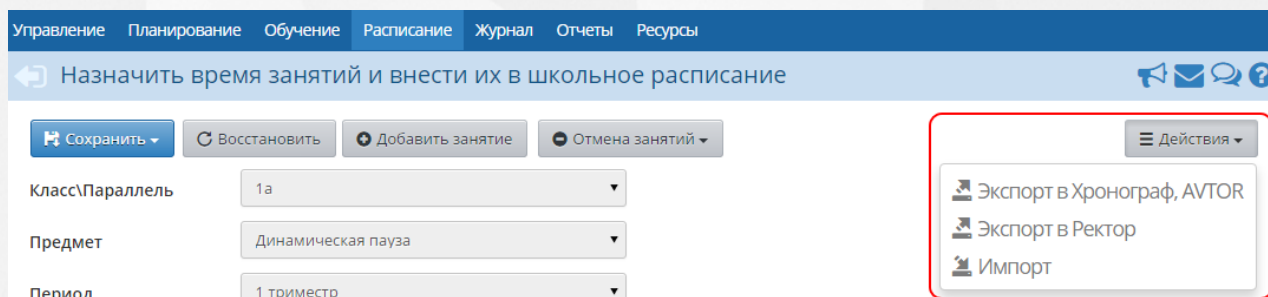 Управление Планирование Обучение Расписание Журнал Отчеты Ресурсы
Назначить время занятий и внести их в школьное расписание
Сохранить Восстановить Добавить занятие Отмена занятий Действия
Класс\Параллель 1а
Экспорт в Хронограф, AVTOR
Экспорт в Ректор
Предмет Динамическая пауза
Импорт
Период 1 триместр